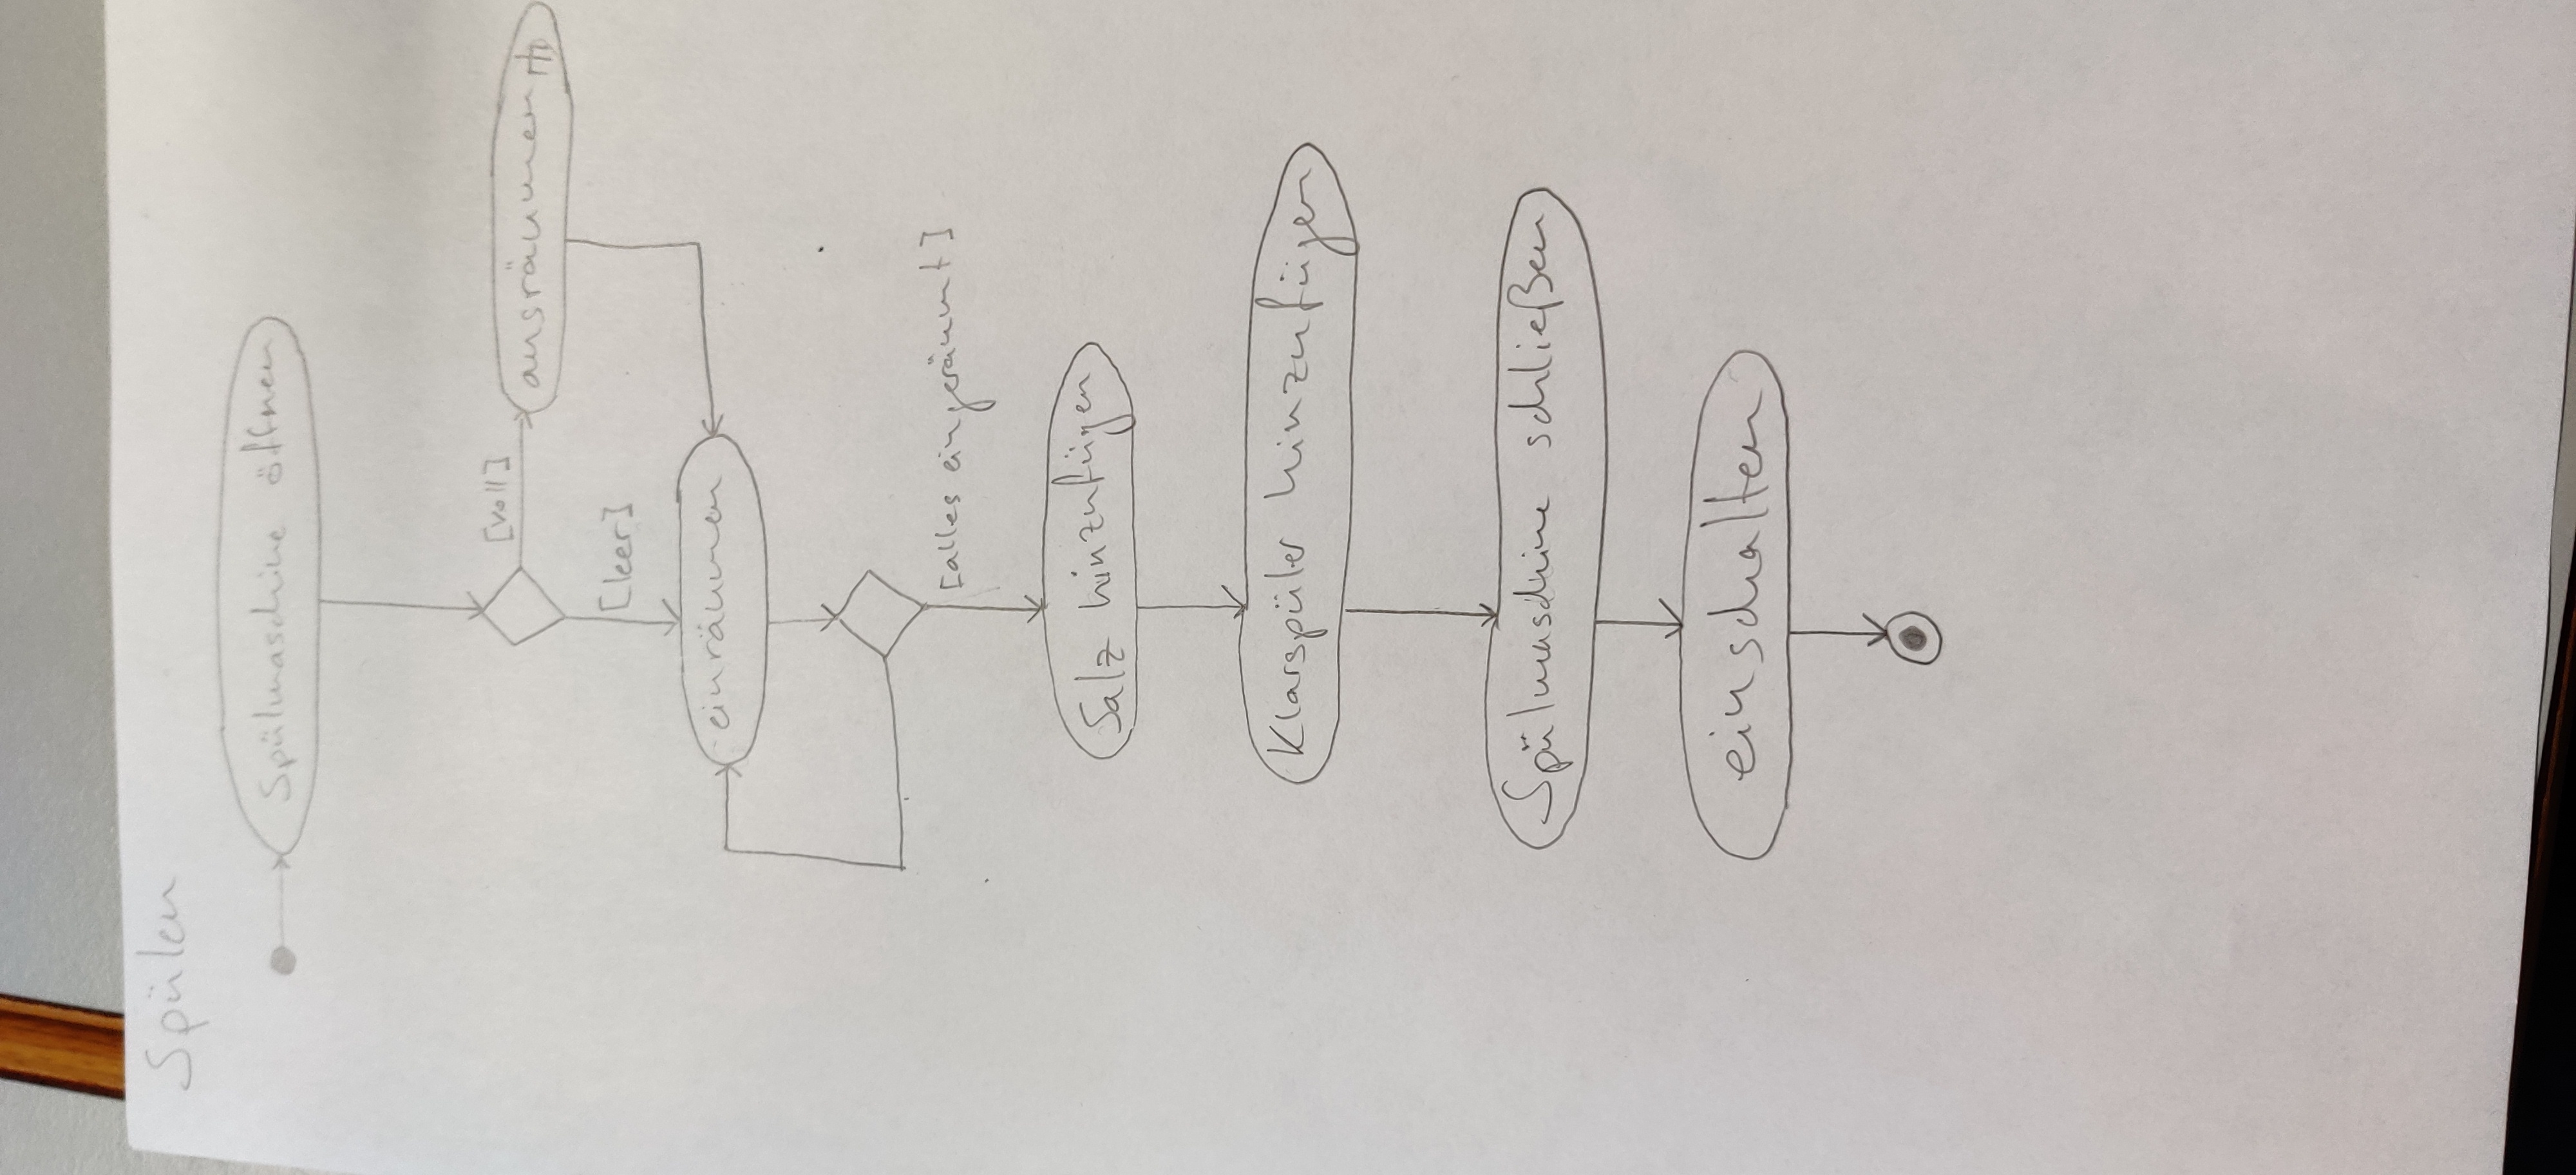 Spülen
Spülmaschine öffnen
[voll]
ausräumen
[leer]
einräumen
[alles eingeräumt]
Salz hinzufügen
Klarspüler hinzufügen
Spülmaschine schließen
einschalten